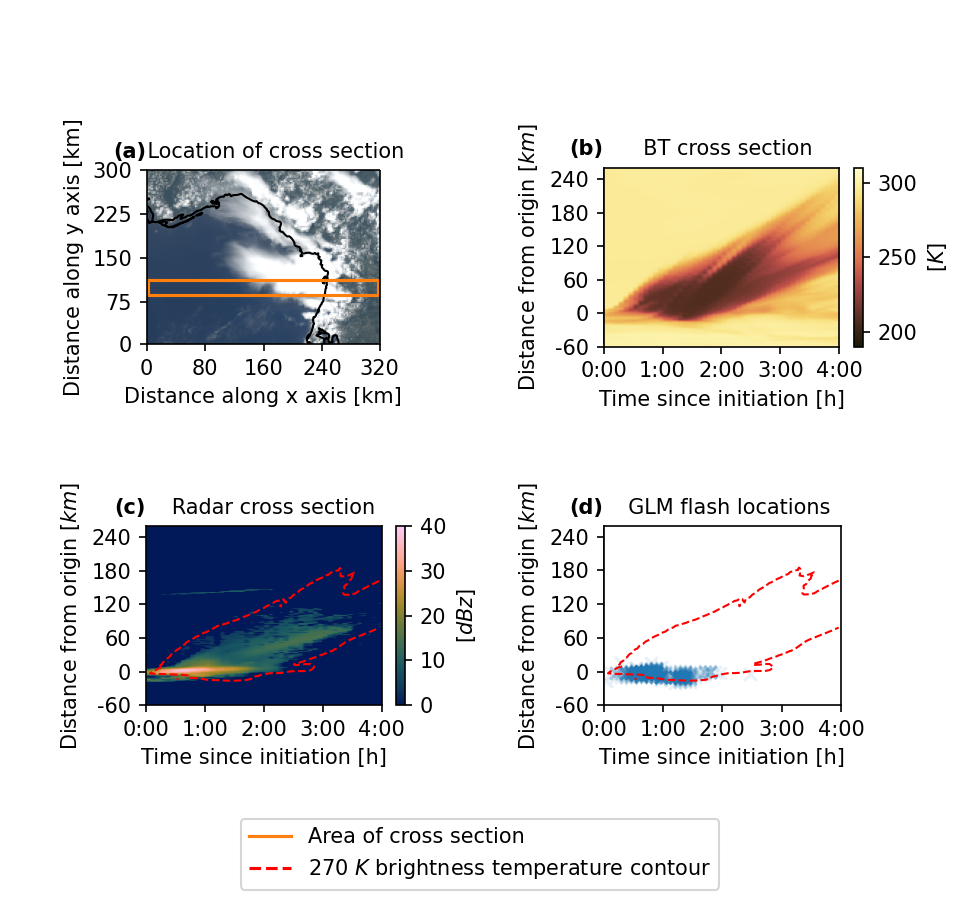 (a) Location of cross section
Distance along y axis [km]
300
225
150
75
0
0 80 160 240 320
Distance along x axis [km]
(b) BT cross section
Distance from origin [km]
240
180
120
60
0
-60
0:00 1:00 2:00 3:00 4:00
Time since initiation [h]
300
250
200
[K]
(c) Radar cross section
Distance from origin [km]
240
180
120
60
0
-60
0:00 1:00 2:00 3:00 4:00
Time since initiation [h]
40
30
20
10
0
[dBz]
(d) GLM flash locations
Distance from origin [km]
240
180
120
60
0
-60
0:00 1:00 2:00 3:00 4:00
Time since initiation [h]
Area of cross section
270 K brightness temperature contour